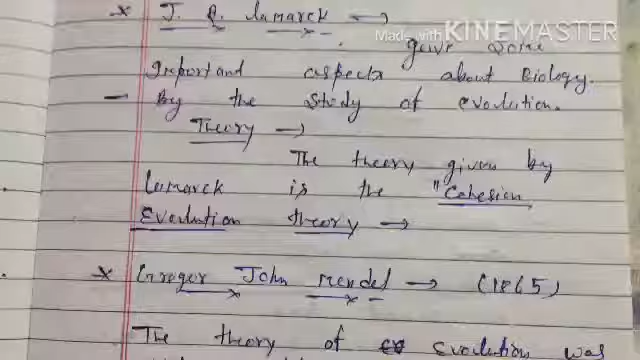 * J. B. Lamarck →
Made with KINEMASTER
gave some
Important aspects about Biology.
- By the study of evolution.
Theory →
The theory given by
Lamarck is the "Cohesion
Evolution theory →
* Gregor John Mendel → (1865)
The theory of Evolution was